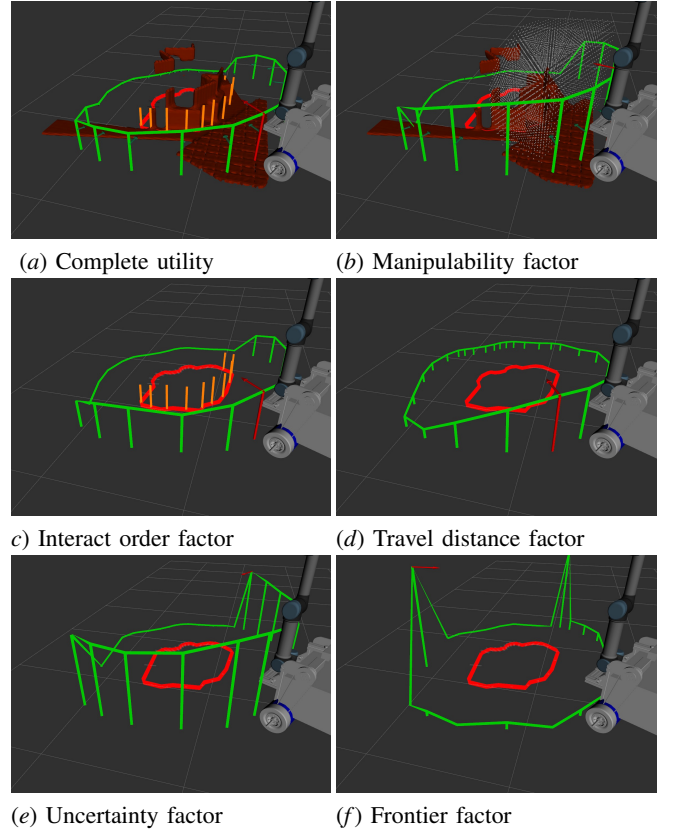 (a) Complete utility
(b) Manipulability factor
c) Interact order factor
(d) Travel distance factor
(e) Uncertainty factor
(f) Frontier factor